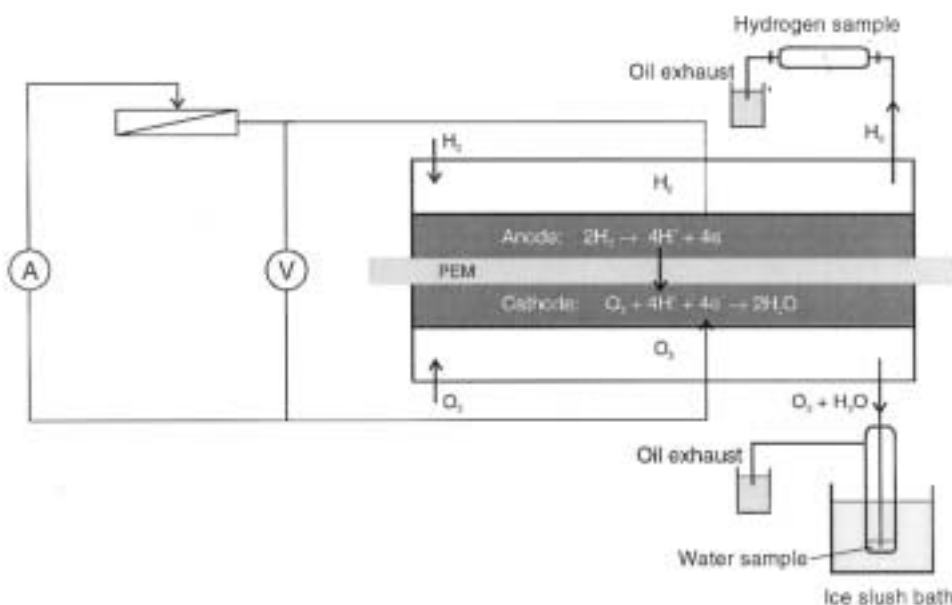 Hydrogen sample
Oil exhaust
H₂
H₂
H₂
Anode: 2H₂ → 4H⁺ + 4e
A
V
PEM
Cathode: O₂ + 4H⁺ + 4e → 2H₂O
O₂
O₂
O₂ + H₂O
Oil exhaust
Water sample
Ice slush bath